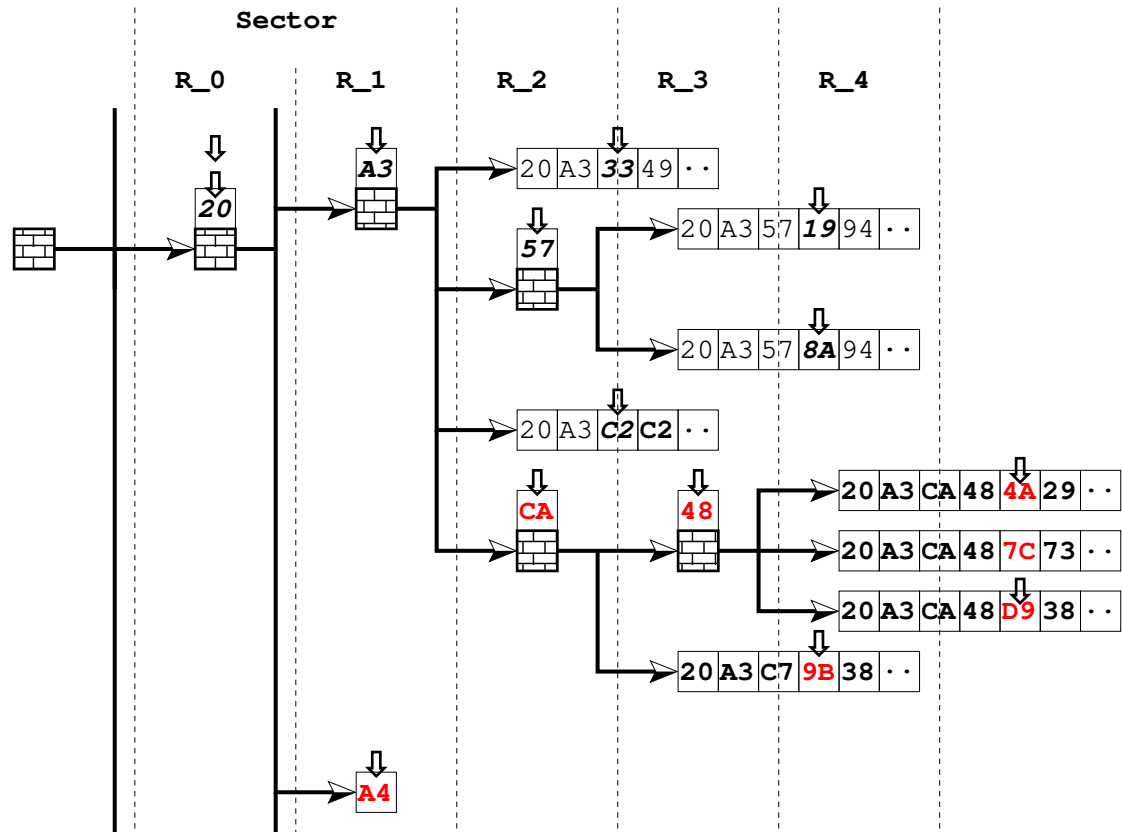 Sector
R_0 R_1 R_2 R_3 R_4
A3
20 A3 33 49 ..
20
57
20 A3 57 19 94 ..
20 A3 57 8A 94 ..
20 A3 C2 C2 ..
CA
48
20 A3 CA 48 4A 29 ..
20 A3 CA 48 7C 73 ..
20 A3 CA 48 D9 38 ..
20 A3 C7 9B 38 ..
A4